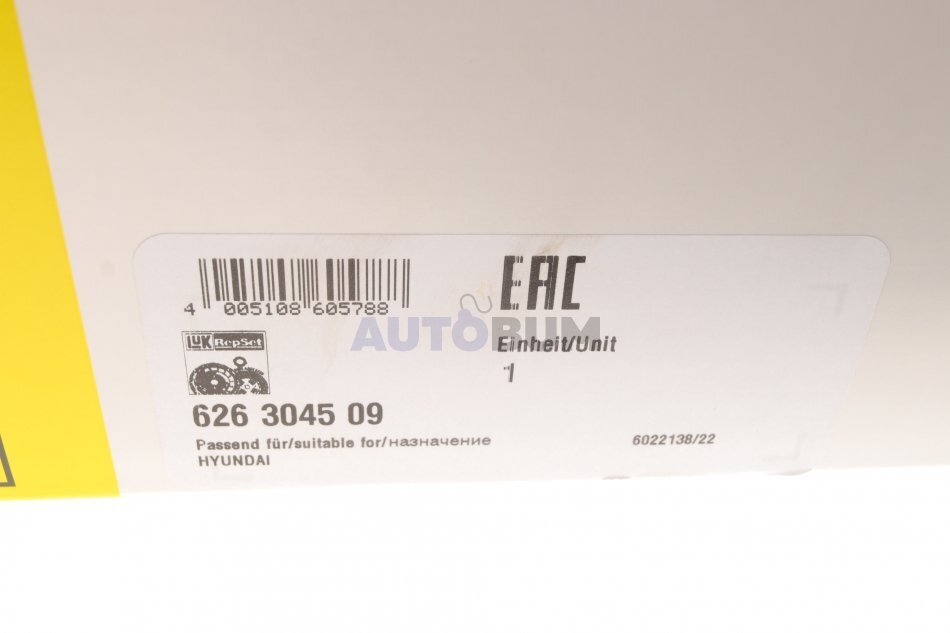 EAC
4 005108 605788
AUTOBUM
LUK RepSet
Einheit/Unit
1
626 3045 09
Passend für/suitable for/назначение
6022138/22
HYUNDAI